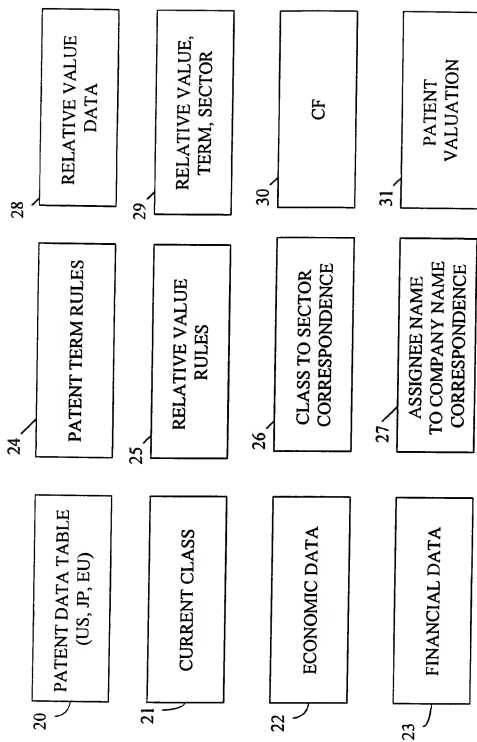 20
PATENT DATA TABLE
(US, JP, EU)
21
CURRENT CLASS
22
ECONOMIC DATA
23
FINANCIAL DATA
24
PATENT TERM RULES
25
RELATIVE VALUE
RULES
26
CLASS TO SECTOR
CORRESPONDENCE
27
ASSIGNEE NAME
TO COMPANY NAME
CORRESPONDENCE
28
RELATIVE VALUE
DATA
29
RELATIVE VALUE,
TERM, SECTOR
30
CF
31
PATENT
VALUATION